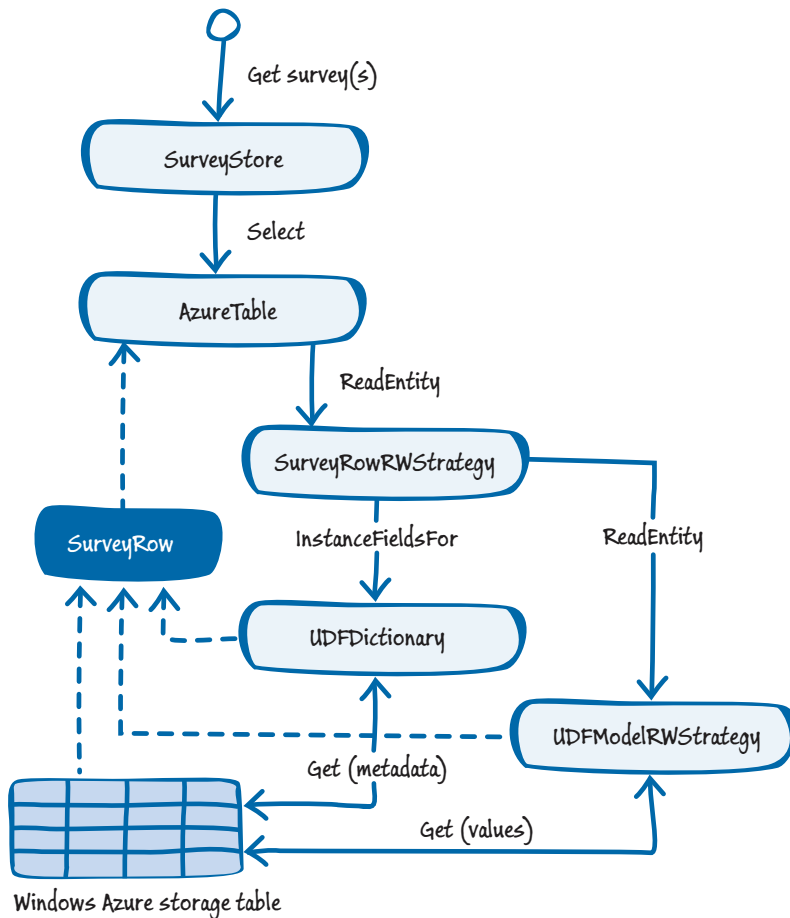 Get survey(s)
SurveyStore
Select
AzureTable
ReadEntity
SurveyRowRWStrategy
SurveyRow
InstanceFieldsFor
ReadEntity
UDFDictionary
UDFModelRWStrategy
Get (metadata)
Get (values)
Windows Azure storage table